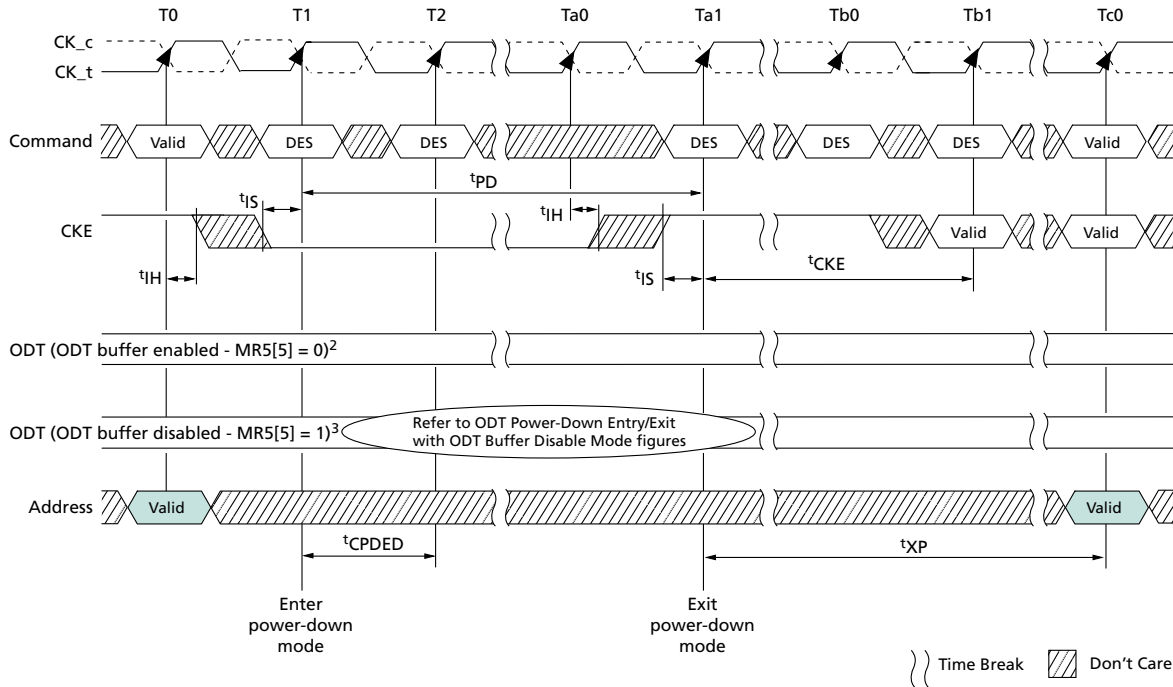 T0 T1 T2 Ta0 Ta1 Tb0 Tb1 Tc0
CK_c
CK_t
Command Valid DES DES DES DES DES Valid
tPD
tIS
tIH
CKE Valid Valid
tIH
tIS
tCKE
ODT (ODT buffer enabled - MR5[5] = 0)2
ODT (ODT buffer disabled - MR5[5] = 1)3
Refer to ODT Power-Down Entry/Exit
with ODT Buffer Disable Mode figures
Address Valid Valid
tCPDED
tXP
Enter
power-down
mode
Exit
power-down
mode
Time Break
Don't Care